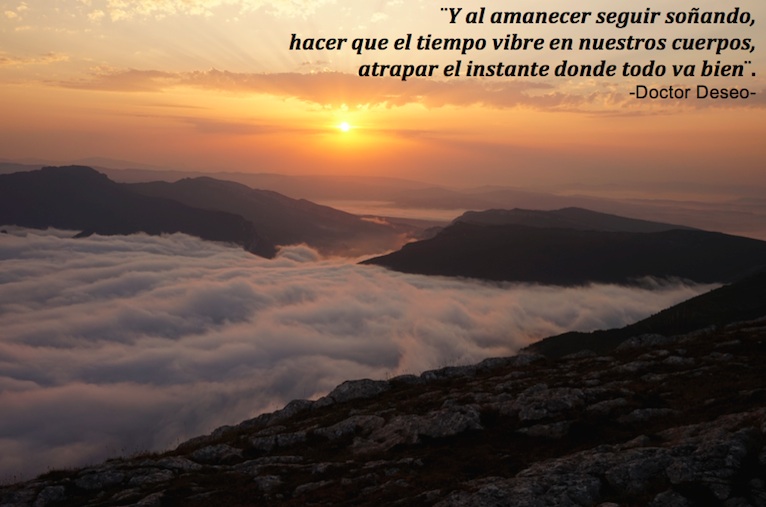 ¨Y al amanecer seguir soñando,
hacer que el tiempo vibre en nuestros cuerpos,
atrapar el instante donde todo va bien¨.
-Doctor Deseo-